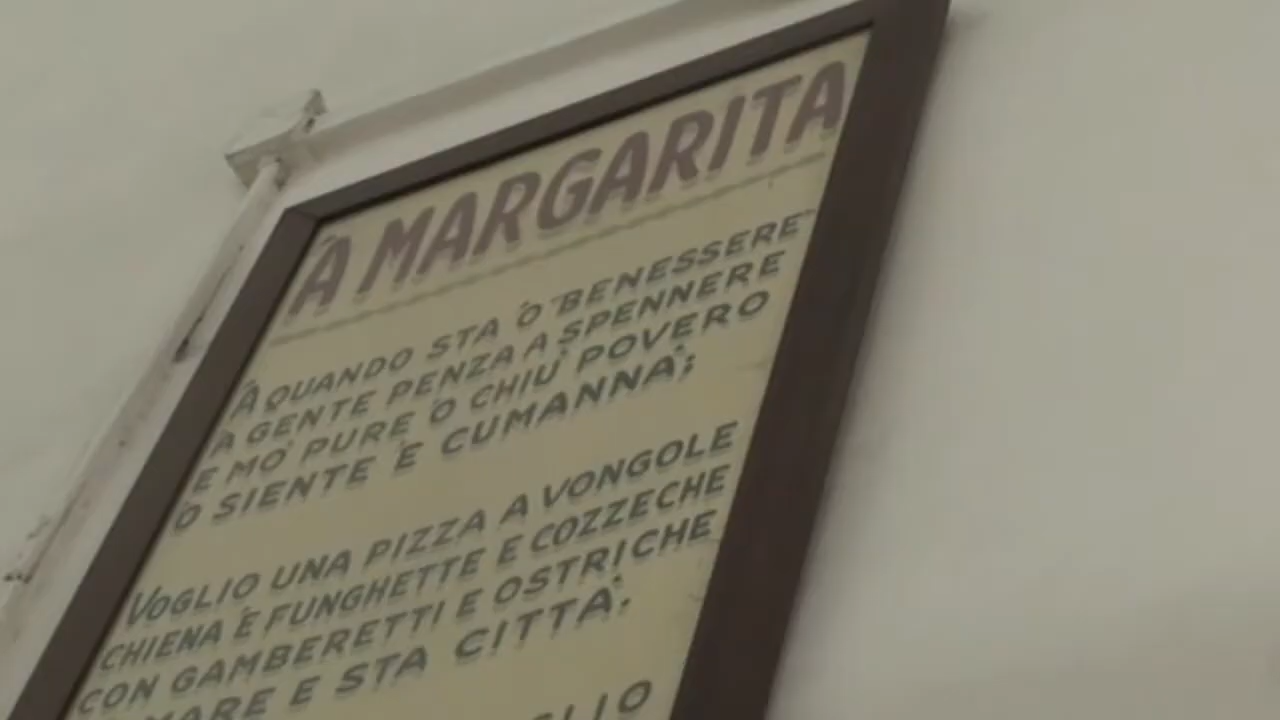 'A MARGARITA
'A QUANDO STA 'O "BENESSERE"
'A GENTE PENZA A SPENNERE
E MO' PURE 'O CHIU' POVERO
'O SIENTE 'E CUMANNA';
VOGLIO UNA PIZZA A VONGOLE
CHIENA 'E FUNGHETTE E COZZECHE
CON GAMBERETTI E OSTRICHE
MARE E STA CITTA'.